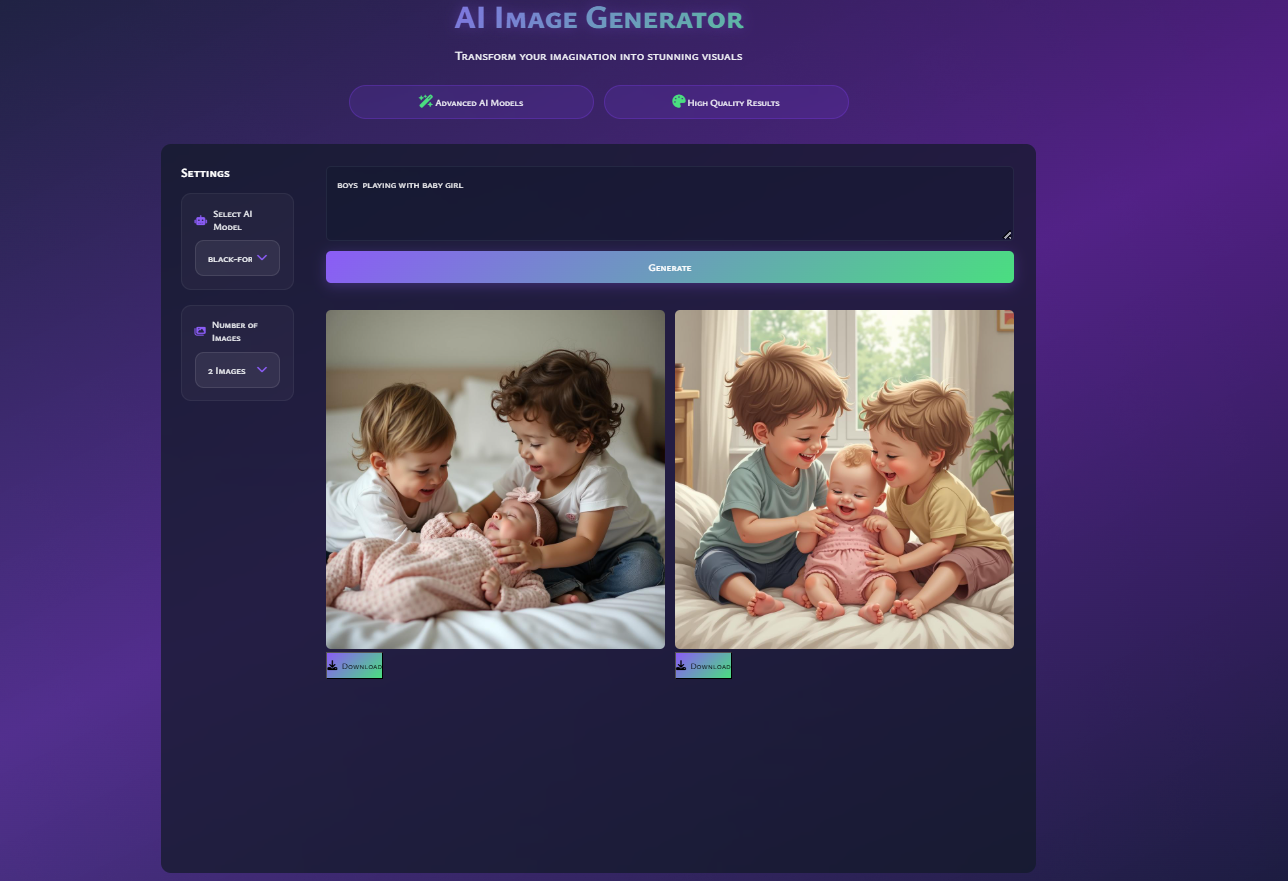 AI Image Generator
Transform your imagination into stunning visuals
Advanced AI Models
High Quality Results
Settings
Select AI
Model
black-for
Number of
Images
2 Images
boys playing with baby girl
Generate
Download
Download